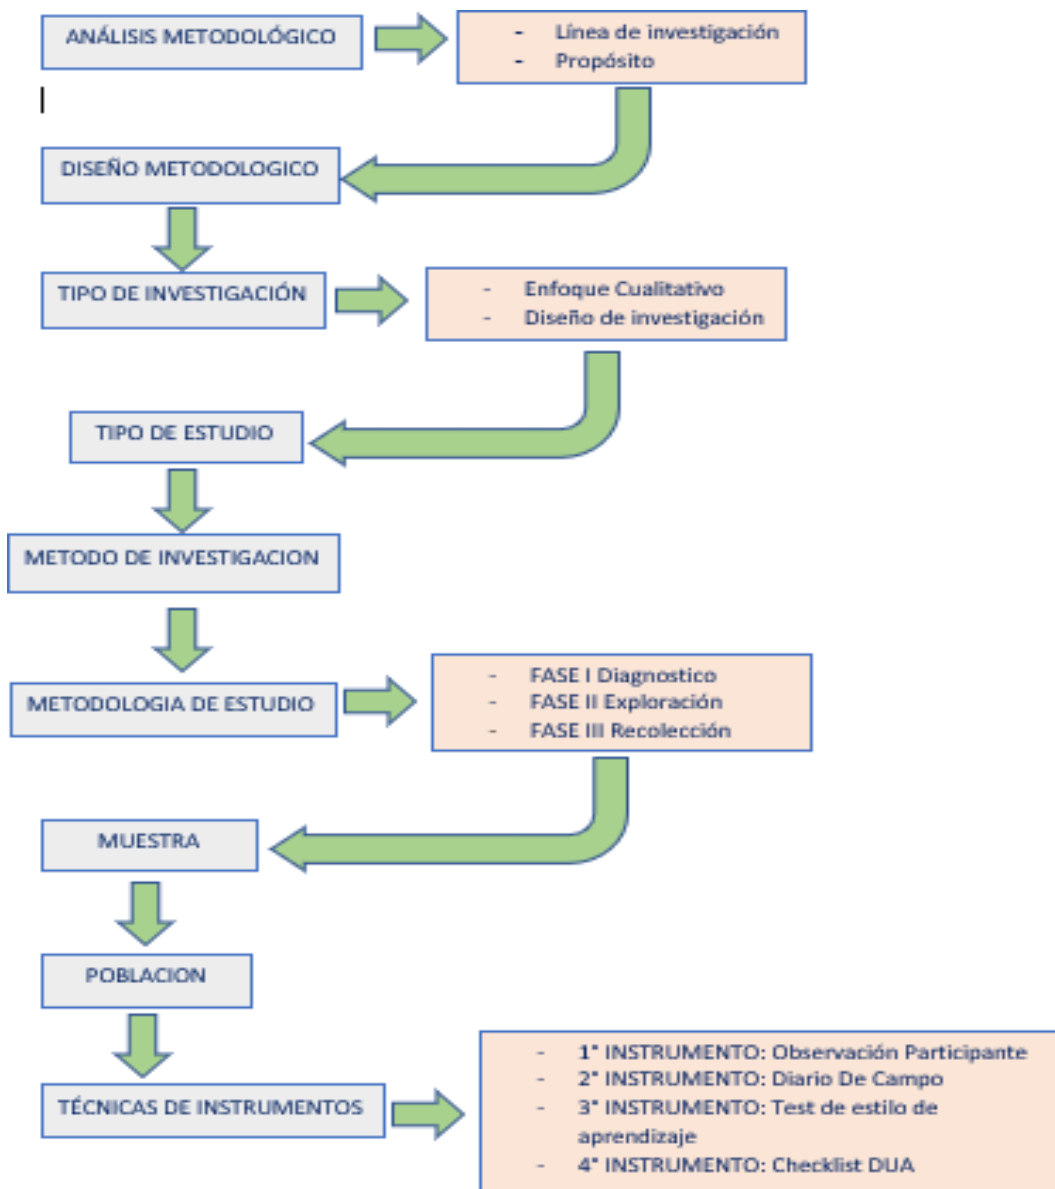 ANÁLISIS METODOLÓGICO
- Línea de investigación
- Propósito
DISEÑO METODOLOGICO
TIPO DE INVESTIGACIÓN
- Enfoque Cualitativo
- Diseño de investigación
TIPO DE ESTUDIO
METODO DE INVESTIGACION
METODOLOGIA DE ESTUDIO
- FASE I Diagnostico
- FASE II Exploración
- FASE III Recolección
MUESTRA
POBLACION
TÉCNICAS DE INSTRUMENTOS
- 1° INSTRUMENTO: Observación Participante
- 2° INSTRUMENTO: Diario De Campo
- 3° INSTRUMENTO: Test de estilo de
aprendizaje
- 4° INSTRUMENTO: Checklist DUA